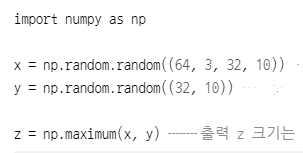 import numpy as np
x = np.random.random((64, 3, 32, 10))
y = np.random.random((32, 10))
z = np.maximum(x, y) -------- 출력 z 크기는